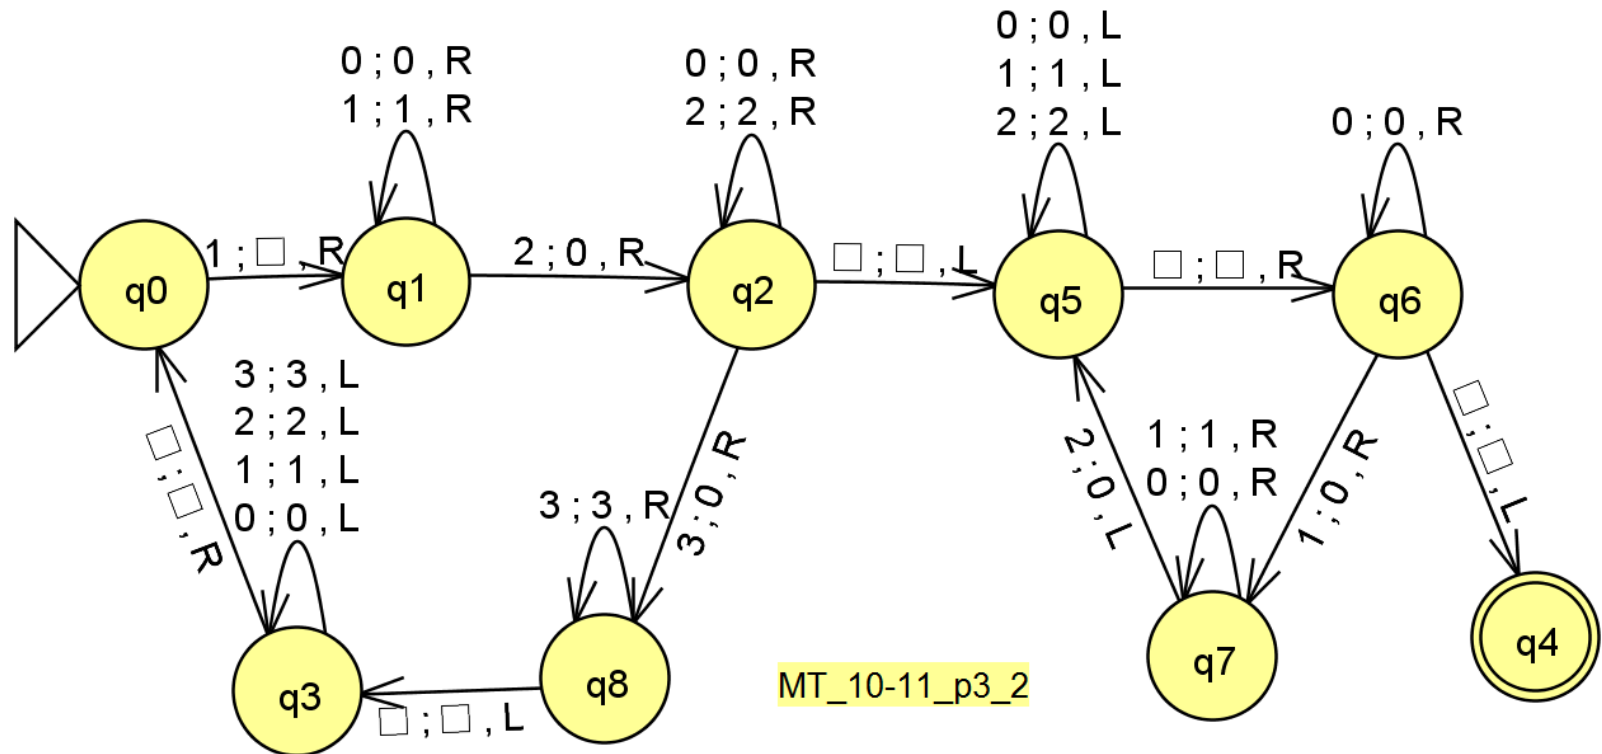 0 ; 0 , R
1 ; 1 , R
0 ; 0 , R
2 ; 2 , R
0 ; 0 , L
1 ; 1 , L
2 ; 2 , L
0 ; 0 , R
q0
1 ; □ , R
q1
2 ; 0 , R
q2
□ ; □ , L
q5
□ ; □ , R
q6
3 ; 3 , L
2 ; 2 , L
1 ; 1 , L
0 ; 0 , L
□ ; □ , R
3 ; 3 , R
3 ; 0 , R
2 ; 0 , L
1 ; 1 , R
0 ; 0 , R
1 ; 0 , R
□ ; □ , L
q3
□ ; □ , L
q8
MT_10-11_p3_2
q7
q4